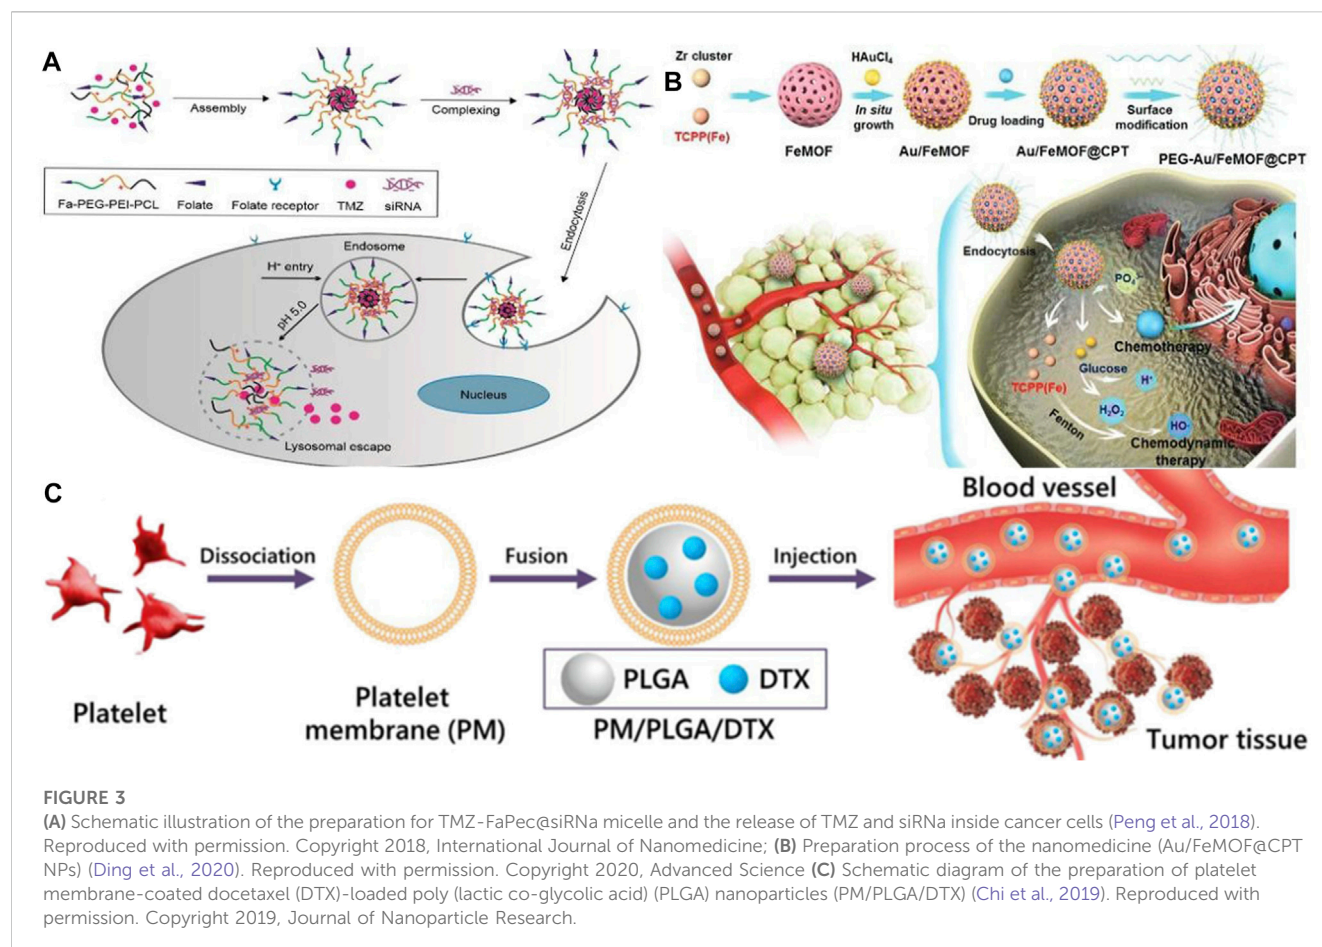 A
Assembly
Complexing
Fa-PEG-PEI-PCL Folate Folate receptor TMZ siRNA
Endocytosis
Endosome
H⁺ entry
pH 5.0
Nucleus
Lysosomal escape
B
Zr cluster
TCPP(Fe)
FeMOF
HAuCl₄
In situ
growth
Au/FeMOF
Drug loading
Au/FeMOF@CPT
Surface
modification
PEG-Au/FeMOF@CPT
Endocytosis
PO₄³⁻
Chemotherapy
TCPP(Fe)
Glucose
H⁺
H₂O₂
Fenton
HO·
Chemodynamic
therapy
C
Platelet
Dissociation
Platelet
membrane (PM)
Fusion
PLGA DTX
PM/PLGA/DTX
Injection
Blood vessel
Tumor tissue
FIGURE 3
(A) Schematic illustration of the preparation for TMZ-FaPec@siRNa micelle and the release of TMZ and siRNa inside cancer cells (Peng et al., 2018).
Reproduced with permission. Copyright 2018, International Journal of Nanomedicine; (B) Preparation process of the nanomedicine (Au/FeMOF@CPT
NPs) (Ding et al., 2020). Reproduced with permission. Copyright 2020, Advanced Science (C) Schematic diagram of the preparation of platelet
membrane-coated docetaxel (DTX)-loaded poly (lactic co-glycolic acid) (PLGA) nanoparticles (PM/PLGA/DTX) (Chi et al., 2019). Reproduced with
permission. Copyright 2019, Journal of Nanoparticle Research.